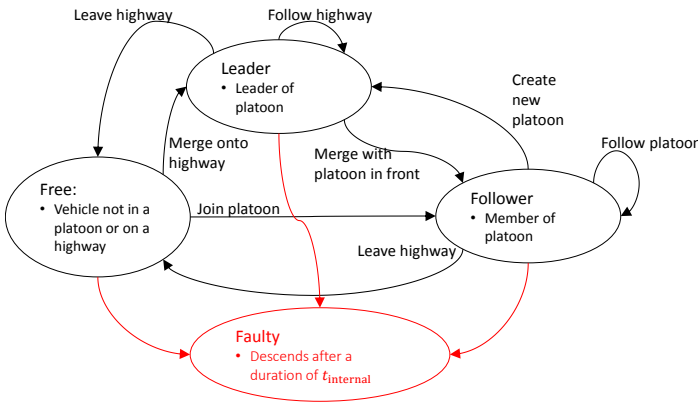 Leave highway
Follow highway
Leader
• Leader of
platoon
Create
new
platoon
Merge onto
highway
Merge with
platoon in front
Follow platoor
Free:
• Vehicle not in a
platoon or on a
highway
Join platoon
Follower
• Member of
platoon
Leave highway
Faulty
• Descends after a
duration of t_internal